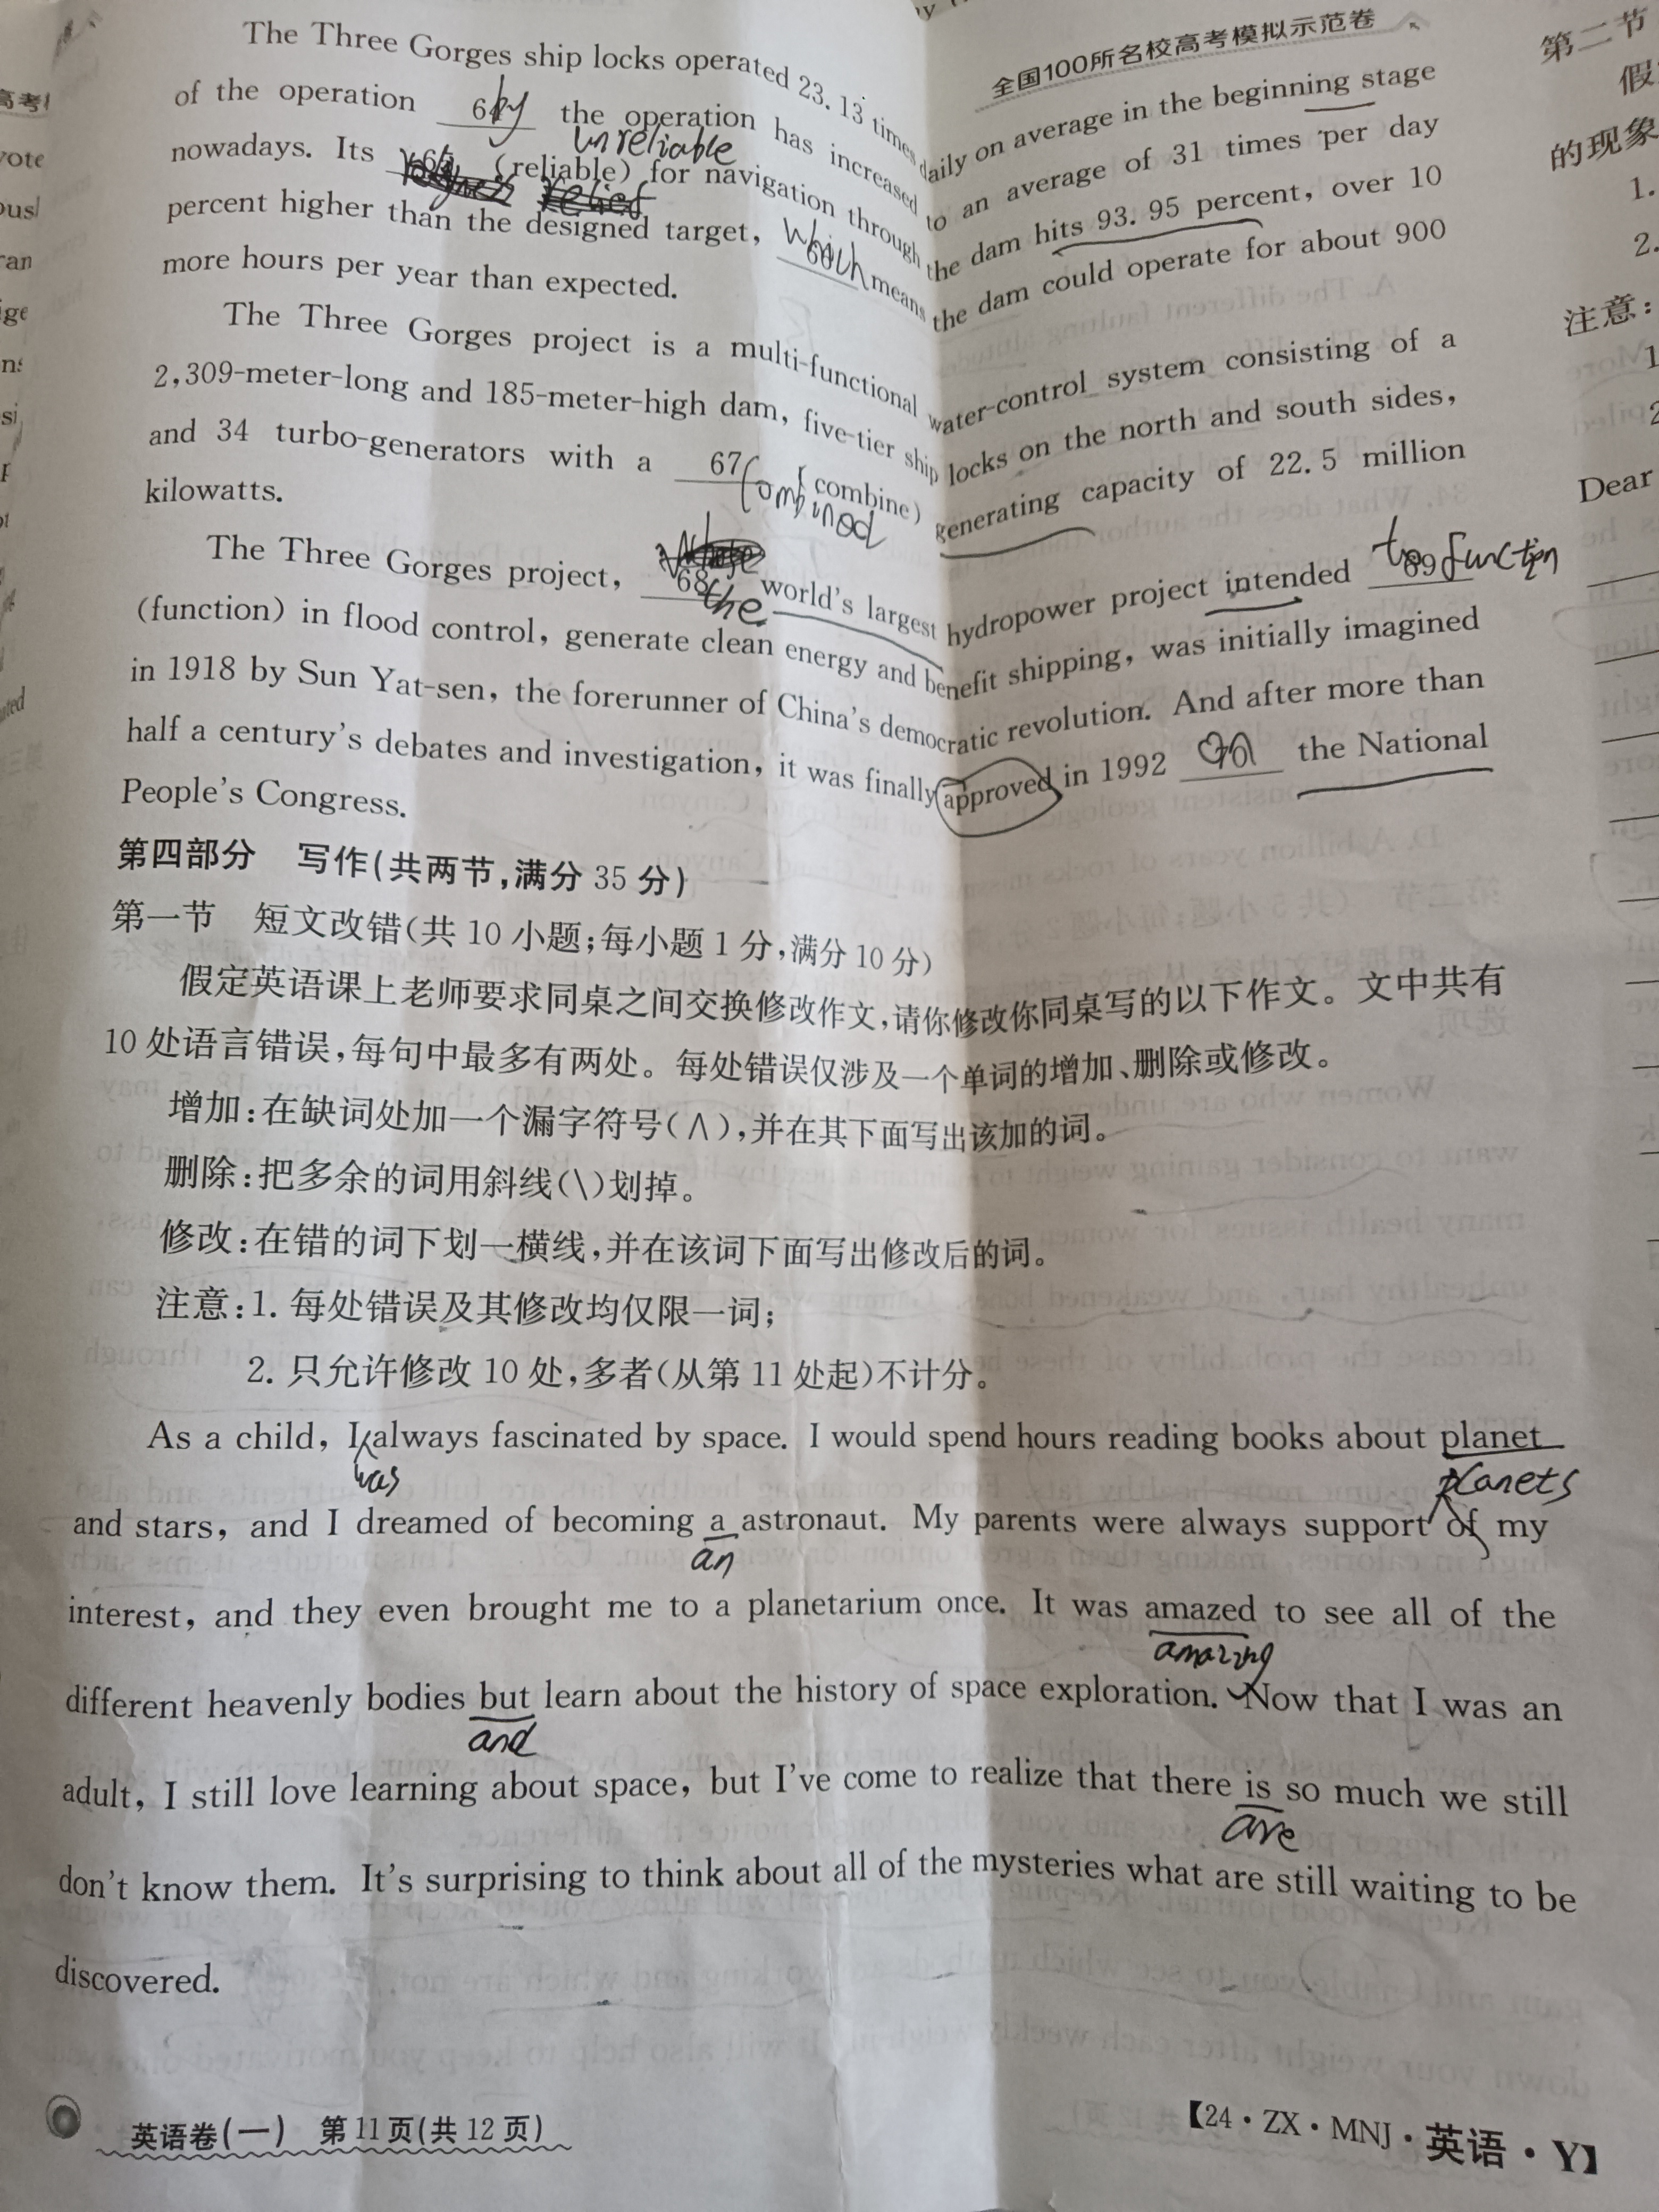 全国100所名校高考模拟示范卷
The Three Gorges ship locks operated 23.13 times daily on average in the beginning stage
of the operation 64 by the operation has increased to an average of 31 times per day
unreliable
nowadays. Its 65 (reliable) for navigation through the dam hits 93.95 percent, over 10
relief
percent higher than the designed target, which 66 means the dam could operate for about 900
more hours per year than expected.
The Three Gorges project is a multi-functional water-control system consisting of a
2,309-meter-long and 185-meter-high dam, five-tier ship locks on the north and south sides,
and 34 turbo-generators with a 67 (combine) generating capacity of 22.5 million
combinod
kilowatts.
The Three Gorges project, 68 the world's largest hydropower project intended 69 to function
(function) in flood control, generate clean energy and benefit shipping, was initially imagined
in 1918 by Sun Yat-sen, the forerunner of China's democratic revolution. And after more than
half a century's debates and investigation, it was finally approved in 1992 70 the National
People's Congress.
第四部分 写作(共两节,满分35分)
第一节 短文改错(共10小题;每小题1分,满分10分)
假定英语课上老师要求同桌之间交换修改作文,请你修改你同桌写的以下作文。文中共有
10处语言错误,每句中最多有两处。每处错误仅涉及一个单词的增加、删除或修改。
增加:在缺词处加一个漏字符号(∧),并在其下面写出该加的词。
删除:把多余的词用斜线(\)划掉。
修改:在错的词下划一横线,并在该词下面写出修改后的词。
注意:1. 每处错误及其修改均仅限一词;
2. 只允许修改10处,多者(从第11处起)不计分。
As a child, I always fascinated by space. I would spend hours reading books about planet
was planets
and stars, and I dreamed of becoming a astronaut. My parents were always support of my
an
interest, and they even brought me to a planetarium once. It was amazed to see all of the
amazing
different heavenly bodies but learn about the history of space exploration. Now that I was an
and
adult, I still love learning about space, but I've come to realize that there is so much we still
are
don't know them. It's surprising to think about all of the mysteries what are still waiting to be
discovered.
英语卷(一) 第11页(共12页)
【24·ZX·MNJ·英语·Y】
第二节
假
的现象
1.
2.
注意:
1
2
Dear